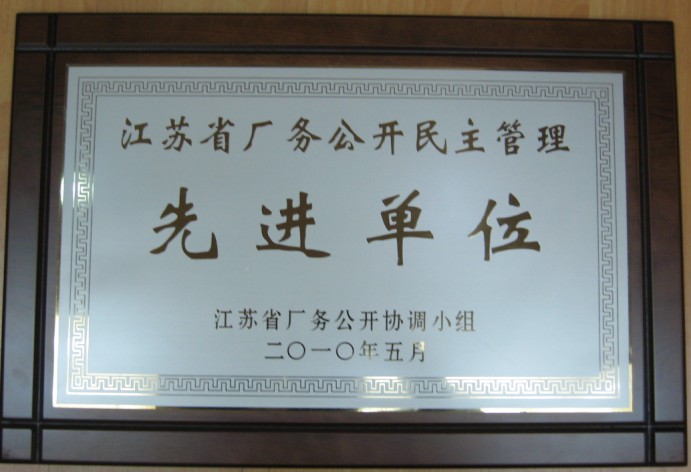 江苏省厂务公开民主管理
先进单位
江苏省厂务公开协调小组
二〇一〇年五月